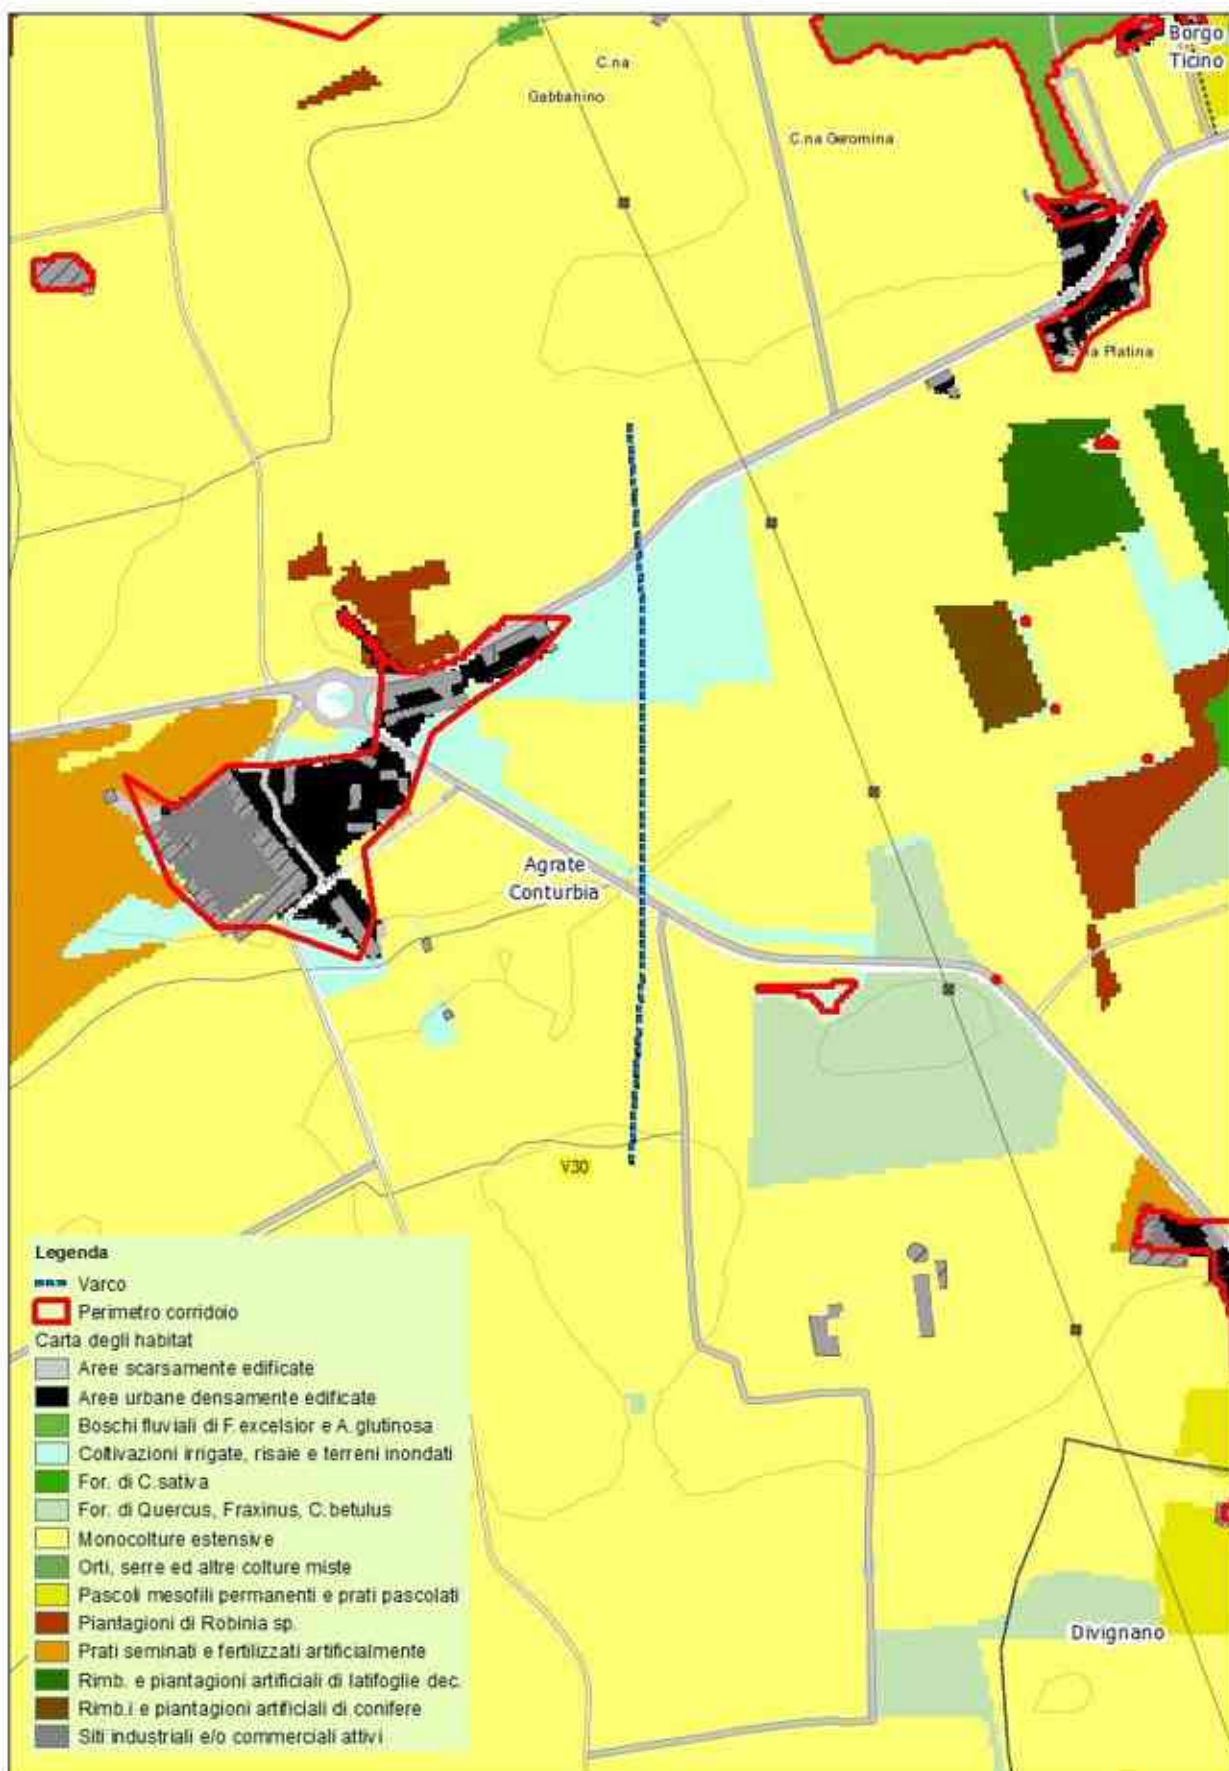 Borgo
Ticino
C.na
Gabbahino
C.na Geromina
na Platina
Agrate
Conturbia
V30
Divignano
Legenda
Varco
Perimetro corridoio
Carta degli habitat
Aree scarsamente edificate
Aree urbane densamente edificate
Boschi fluviali di F.excelsior e A.glutinosa
Coltivazioni irrigate, risaie e terreni inondati
For. di C.sativa
For. di Quercus, Fraxinus, C.betulus
Monocolture estensive
Orti, serre ed altre colture miste
Pascoli mesofili permanenti e prati pascolati
Piantagioni di Robinia sp.
Prati seminati e fertilizzati artificialmente
Rimb. e piantagioni artificiali di latifoglie dec.
Rimb.i e piantagioni artificiali di conifere
Siti industriali e/o commerciali attivi